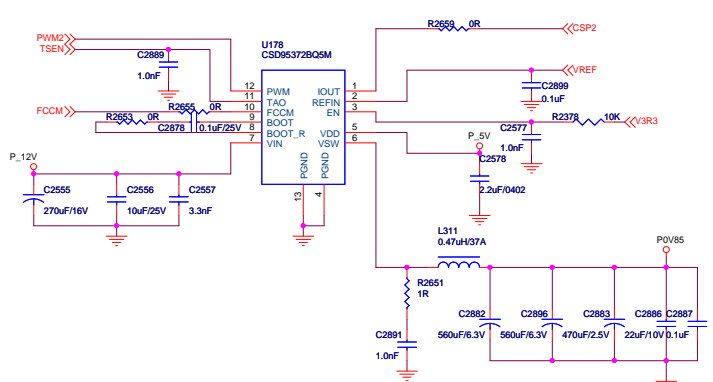 R2659 0R
CSP2
PWM2
TSEN
C2889
1.0nF
U178
CSD95372BQ5M
VREF
C2899
0.1uF
12 PWM IOUT 1
11 TAO REFIN 2
10 FCCM EN 3
9 BOOT
8 BOOT_R VDD 5
7 VIN VSW 6
PGND PGND
13 4
FCCM
R2655 0R
R2653 0R
C2878 0.1uF/25V
R2378 10K
V3R3
C2577
1.0nF
P_5V
C2578
2.2uF/0402
P_12V
C2555
270uF/16V
C2556
10uF/25V
C2557
3.3nF
L311
0.47uH/37A
P0V85
R2651
1R
C2891
1.0nF
C2882
560uF/6.3V
C2896
560uF/6.3V
C2883
470uF/2.5V
C2886
22uF/10V
C2887
0.1uF